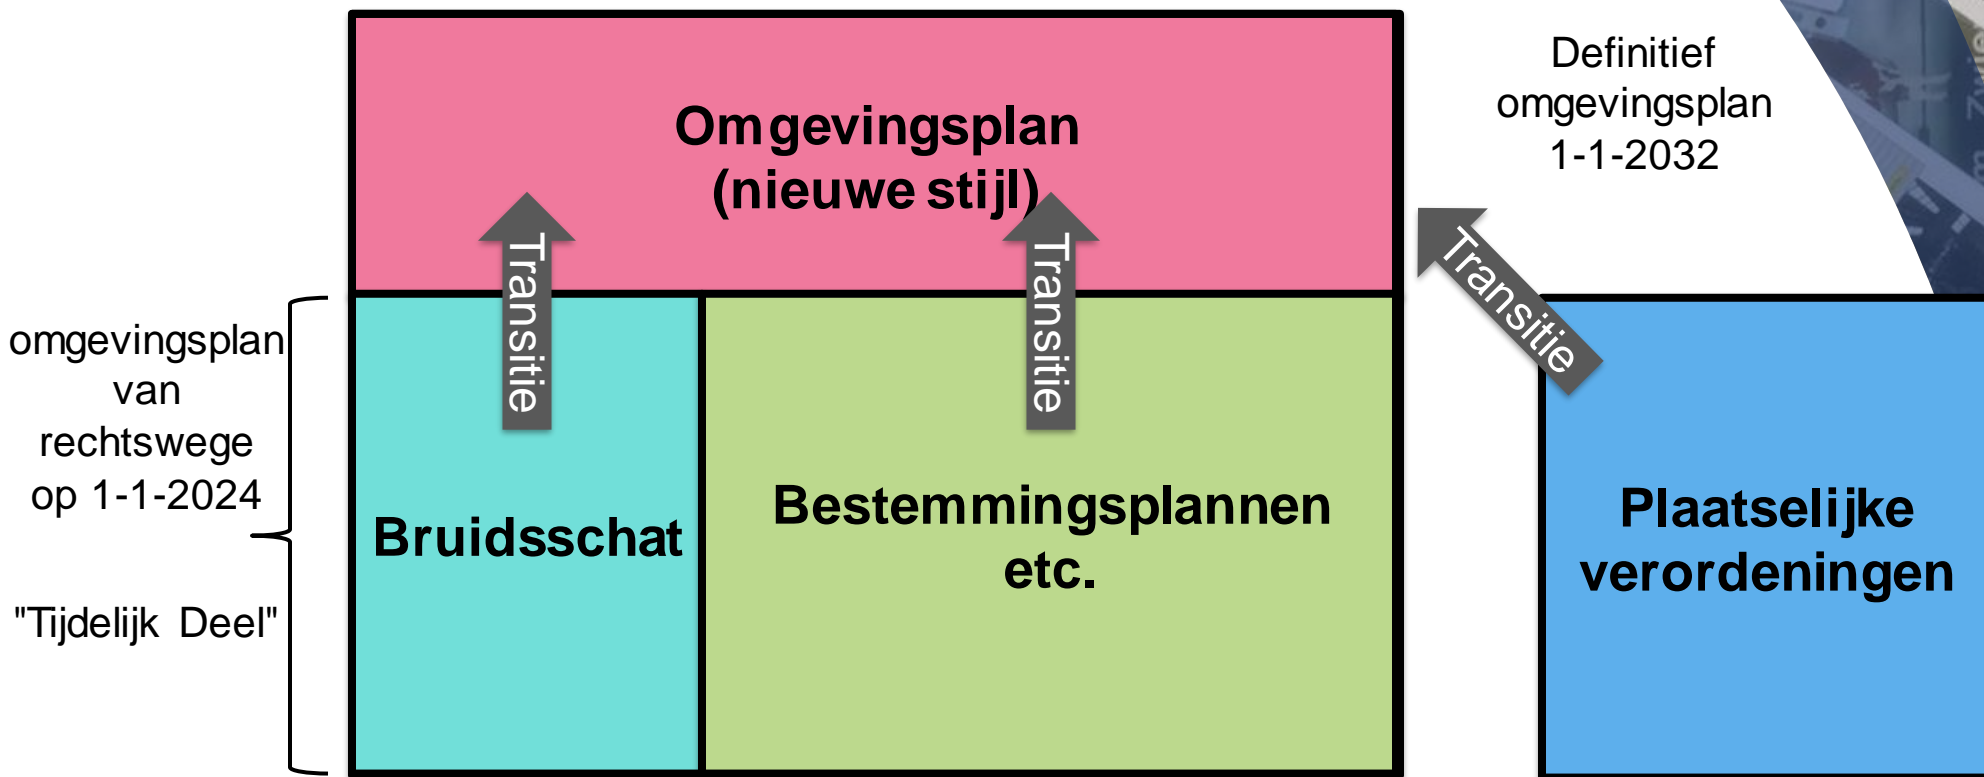 Omgevingsplan
(nieuwe stijl)
Definitief
omgevingsplan
1-1-2032
Transitie
Transitie
Transitie
omgevingsplan
van
rechtswege
op 1-1-2024
"Tijdelijk Deel"
Bruidsschat
Bestemmingsplannen
etc.
Plaatselijke
verordeningen